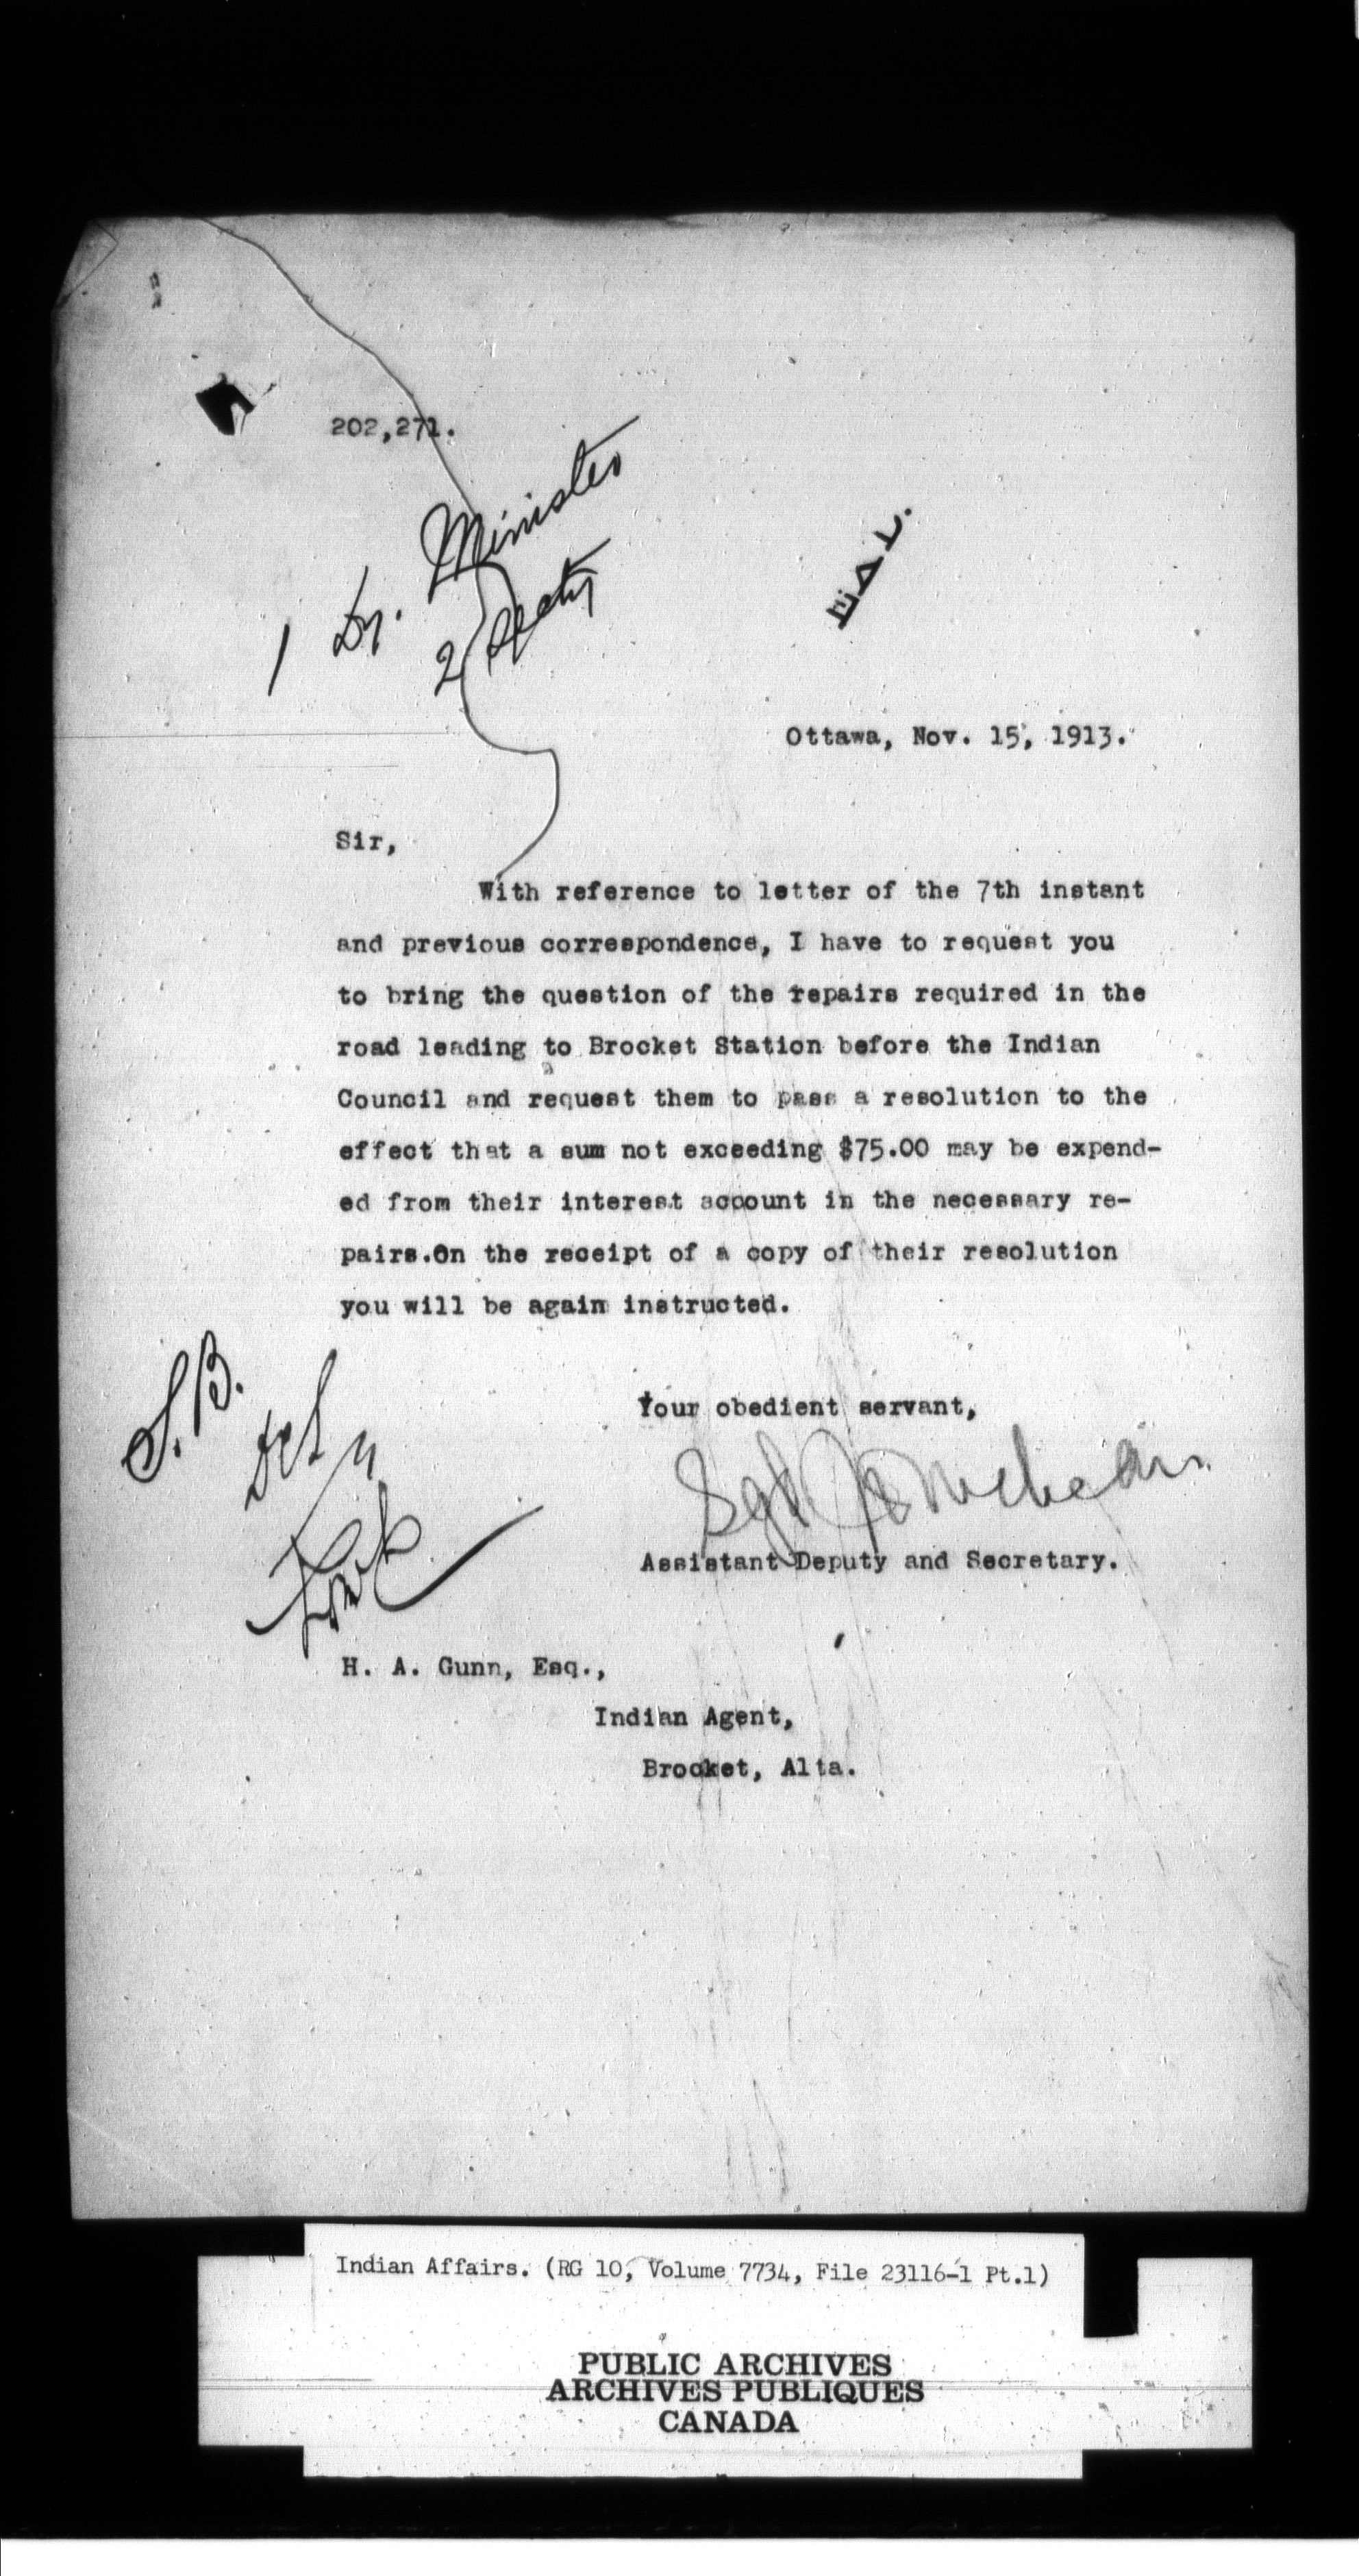 202,271.
1 Dy. Minister
2 Secty
E.A.L.
Ottawa, Nov. 15, 1913.
Sir,
With reference to letter of the 7th instant
and previous correspondence, I have to request you
to bring the question of the repairs required in the
road leading to Brocket Station before the Indian
Council and request them to pass a resolution to the
effect that a sum not exceeding $75.00 may be expend-
ed from their interest account in the necessary re-
pairs.On the receipt of a copy of their resolution
you will be again instructed.
S.B.
Your obedient servant,
Assistant Deputy and Secretary.
H. A. Gunn, Esq.,
Indian Agent,
Brocket, Alta.
Indian Affairs. (RG 10, Volume 7734, File 23116-1 Pt.1)
PUBLIC ARCHIVES
ARCHIVES PUBLIQUES
CANADA